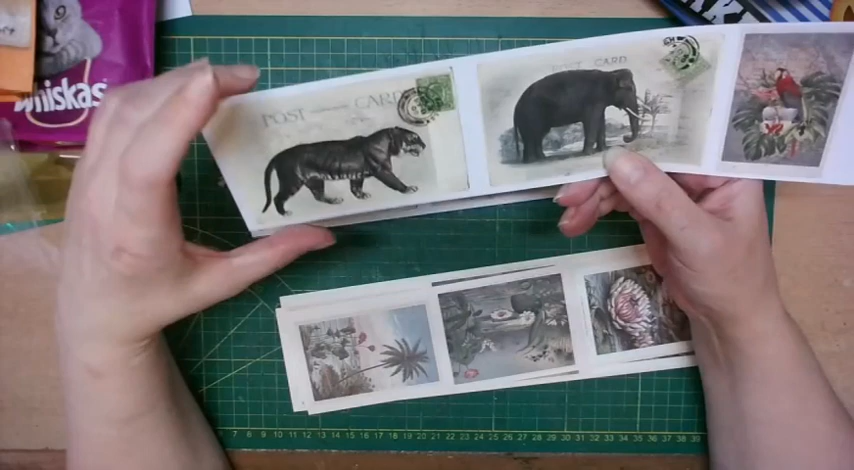 whiskas
POST CARD
POST CARD
7 8 9 10 11 12 13 14 15 16 17 18 19 20 21 22 23 24 25 26 27 28 29 30 31 32 33 34 35 36 37 38 39